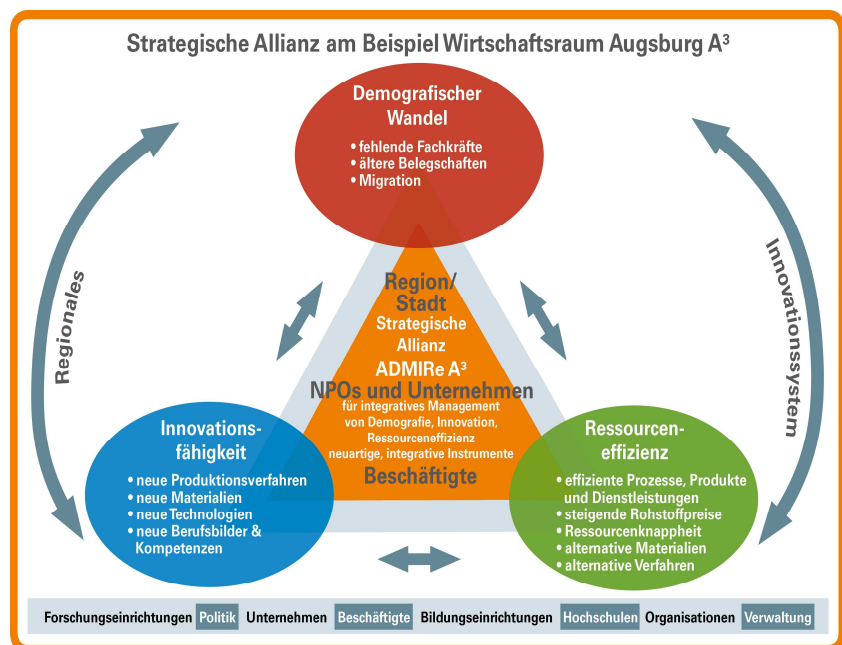 Strategische Allianz am Beispiel Wirtschaftsraum Augsburg A³
Demografischer
Wandel
• fehlende Fachkräfte
• ältere Belegschaften
• Migration
Regionales
Innovationssystem
Region/
Stadt
Strategische
Allianz
ADMIRe A³
NPOs und Unternehmen
für integratives Management
von Demografie, Innovation,
Ressourceneffizienz
neuartige, integrative Instrumente
Beschäftigte
Innovations-
fähigkeit
• neue Produktionsverfahren
• neue Materialien
• neue Technologien
• neue Berufsbilder &
Kompetenzen
Ressourcen-
effizienz
• effiziente Prozesse, Produkte
und Dienstleistungen
• steigende Rohstoffpreise
• Ressourcenknappheit
• alternative Materialien
• alternative Verfahren
Forschungseinrichtungen Politik Unternehmen Beschäftigte Bildungseinrichtungen Hochschulen Organisationen Verwaltung